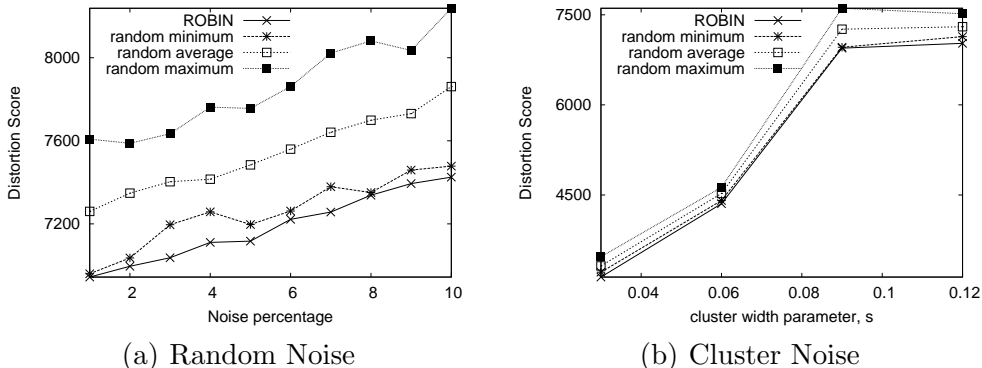 ROBIN
random minimum
random average
random maximum
8000
7600
7200
Distortion Score
2 4 6 8 10
Noise percentage
(a) Random Noise
ROBIN
random minimum
random average
random maximum
7500
6000
4500
Distortion Score
0.04 0.06 0.08 0.1 0.12
cluster width parameter, s
(b) Cluster Noise